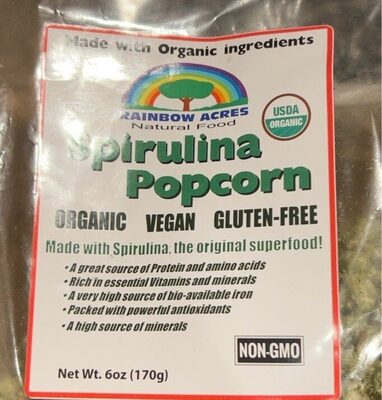 Made with Organic ingredients
RAINBOW ACRES
Natural Food
USDA
ORGANIC
Spirulina
Popcorn
ORGANIC VEGAN GLUTEN-FREE
Made with Spirulina, the original superfood!
• A great source of Protein and amino acids
• Rich in essential Vitamins and minerals
• A very high source of bio-available iron
• Packed with powerful antioxidants
• A high source of minerals
NON-GMO
Net Wt. 6oz (170g)